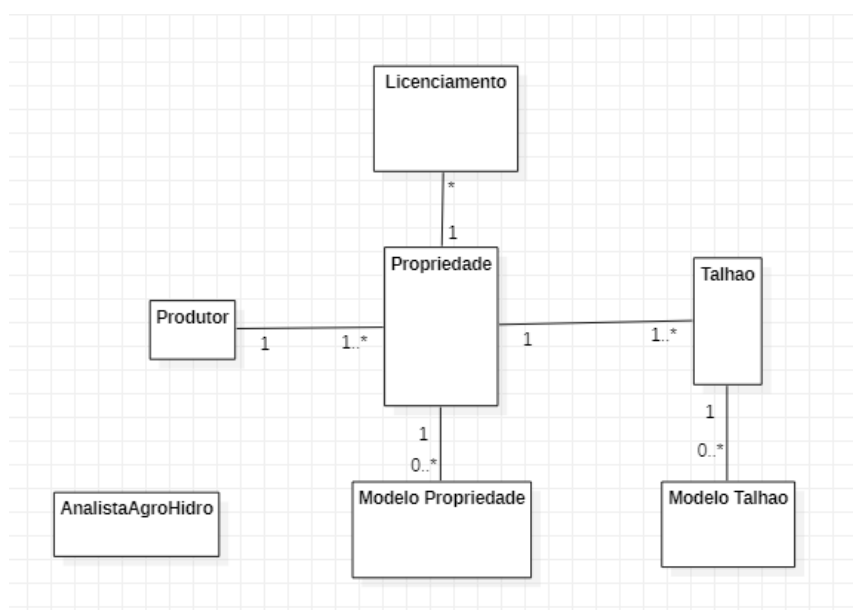 Licenciamento
*
1
Propriedade
Talhao
Produtor
1
1..*
1
1..*
1
0..*
1
0..*
AnalistaAgroHidro
Modelo Propriedade
Modelo Talhao